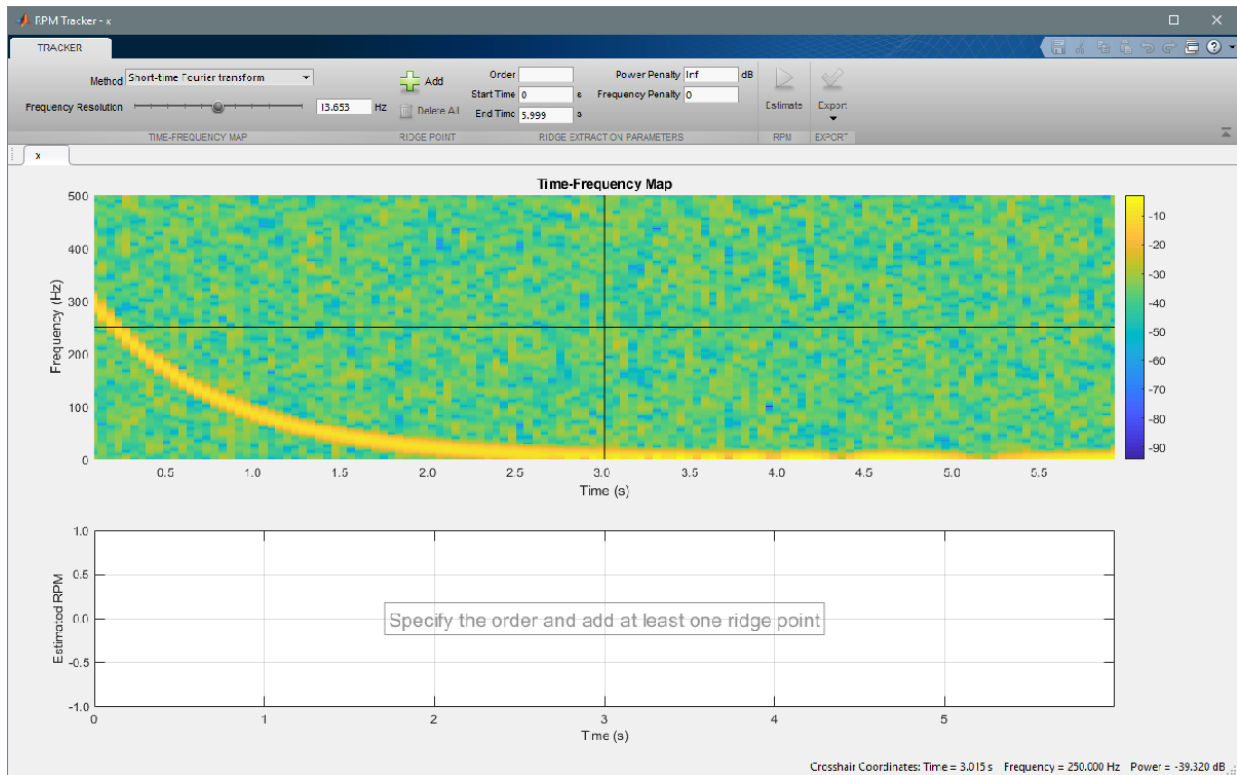 RPM Tracker - x
TRACKER
Method Short-time Fourier transform
Frequency Resolution 13.653 Hz
TIME-FREQUENCY MAP
Add
Delete All
RIDGE POINT
Order
Start Time 0 s
End Time 5.999 s
Power Penalty Inf dB
Frequency Penalty 0
RIDGE EXTRACTION PARAMETERS
Estimate
RPM
Export
EXPORT
x
Time-Frequency Map
Frequency (Hz)
500
400
300
200
100
0
0.5 1.0 1.5 2.0 2.5 3.0 3.5 4.0 4.5 5.0 5.5
Time (s)
-10
-20
-30
-40
-50
-60
-70
-80
-90
Estimated RPM
1.0
0.5
0.0
-0.5
-1.0
Specify the order and add at least one ridge point
0 1 2 3 4 5
Time (s)
Crosshair Coordinates: Time = 3.015 s Frequency = 250.000 Hz Power = -39.320 dB